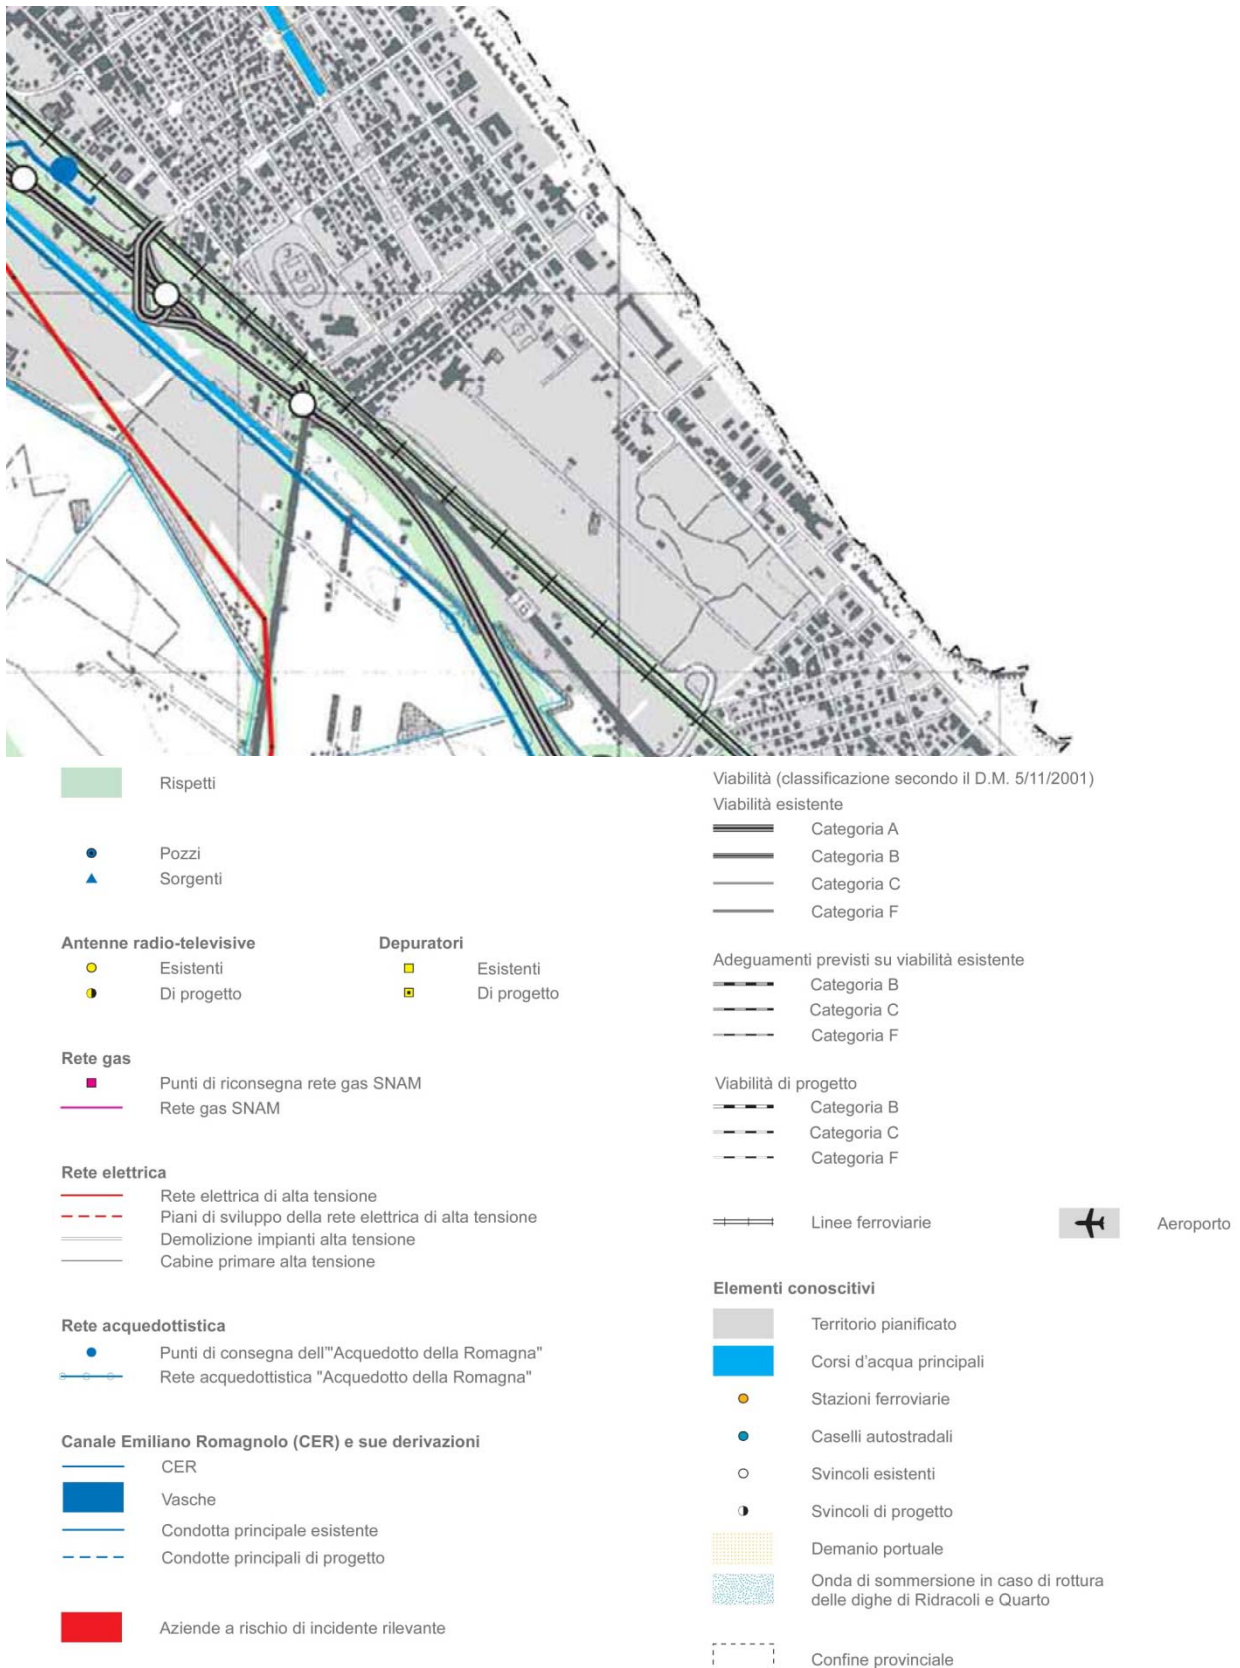 16
Rispetti
Pozzi
Sorgenti
Antenne radio-televisive
Esistenti
Di progetto
Depuratori
Esistenti
Di progetto
Rete gas
Punti di riconsegna rete gas SNAM
Rete gas SNAM
Rete elettrica
Rete elettrica di alta tensione
Piani di sviluppo della rete elettrica di alta tensione
Demolizione impianti alta tensione
Cabine primare alta tensione
Rete acquedottistica
Punti di consegna dell'"Acquedotto della Romagna"
Rete acquedottistica "Acquedotto della Romagna"
Canale Emiliano Romagnolo (CER) e sue derivazioni
CER
Vasche
Condotta principale esistente
Condotte principali di progetto
Aziende a rischio di incidente rilevante
Viabilità (classificazione secondo il D.M. 5/11/2001)
Viabilità esistente
Categoria A
Categoria B
Categoria C
Categoria F
Adeguamenti previsti su viabilità esistente
Categoria B
Categoria C
Categoria F
Viabilità di progetto
Categoria B
Categoria C
Categoria F
Linee ferroviarie
Aeroporto
Elementi conoscitivi
Territorio pianificato
Corsi d'acqua principali
Stazioni ferroviarie
Caselli autostradali
Svincoli esistenti
Svincoli di progetto
Demanio portuale
Onda di sommersione in caso di rottura
delle dighe di Ridracoli e Quarto
Confine provinciale